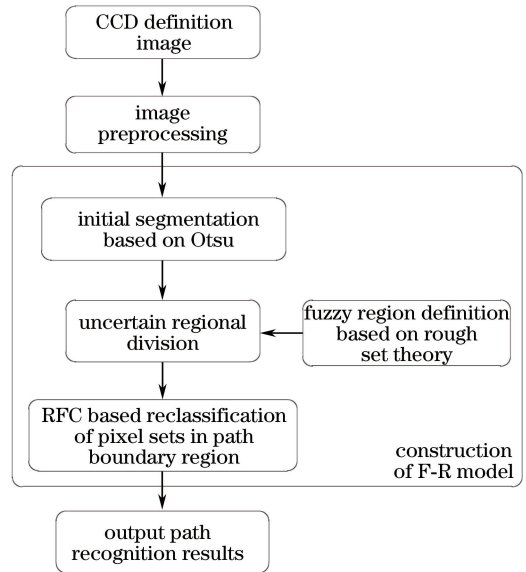 CCD definition
image
image
preprocessing
initial segmentation
based on Otsu
uncertain regional
division
fuzzy region definition
based on rough
set theory
RFC based reclassification
of pixel sets in path
boundary region
construction
of F-R model
output path
recognition results